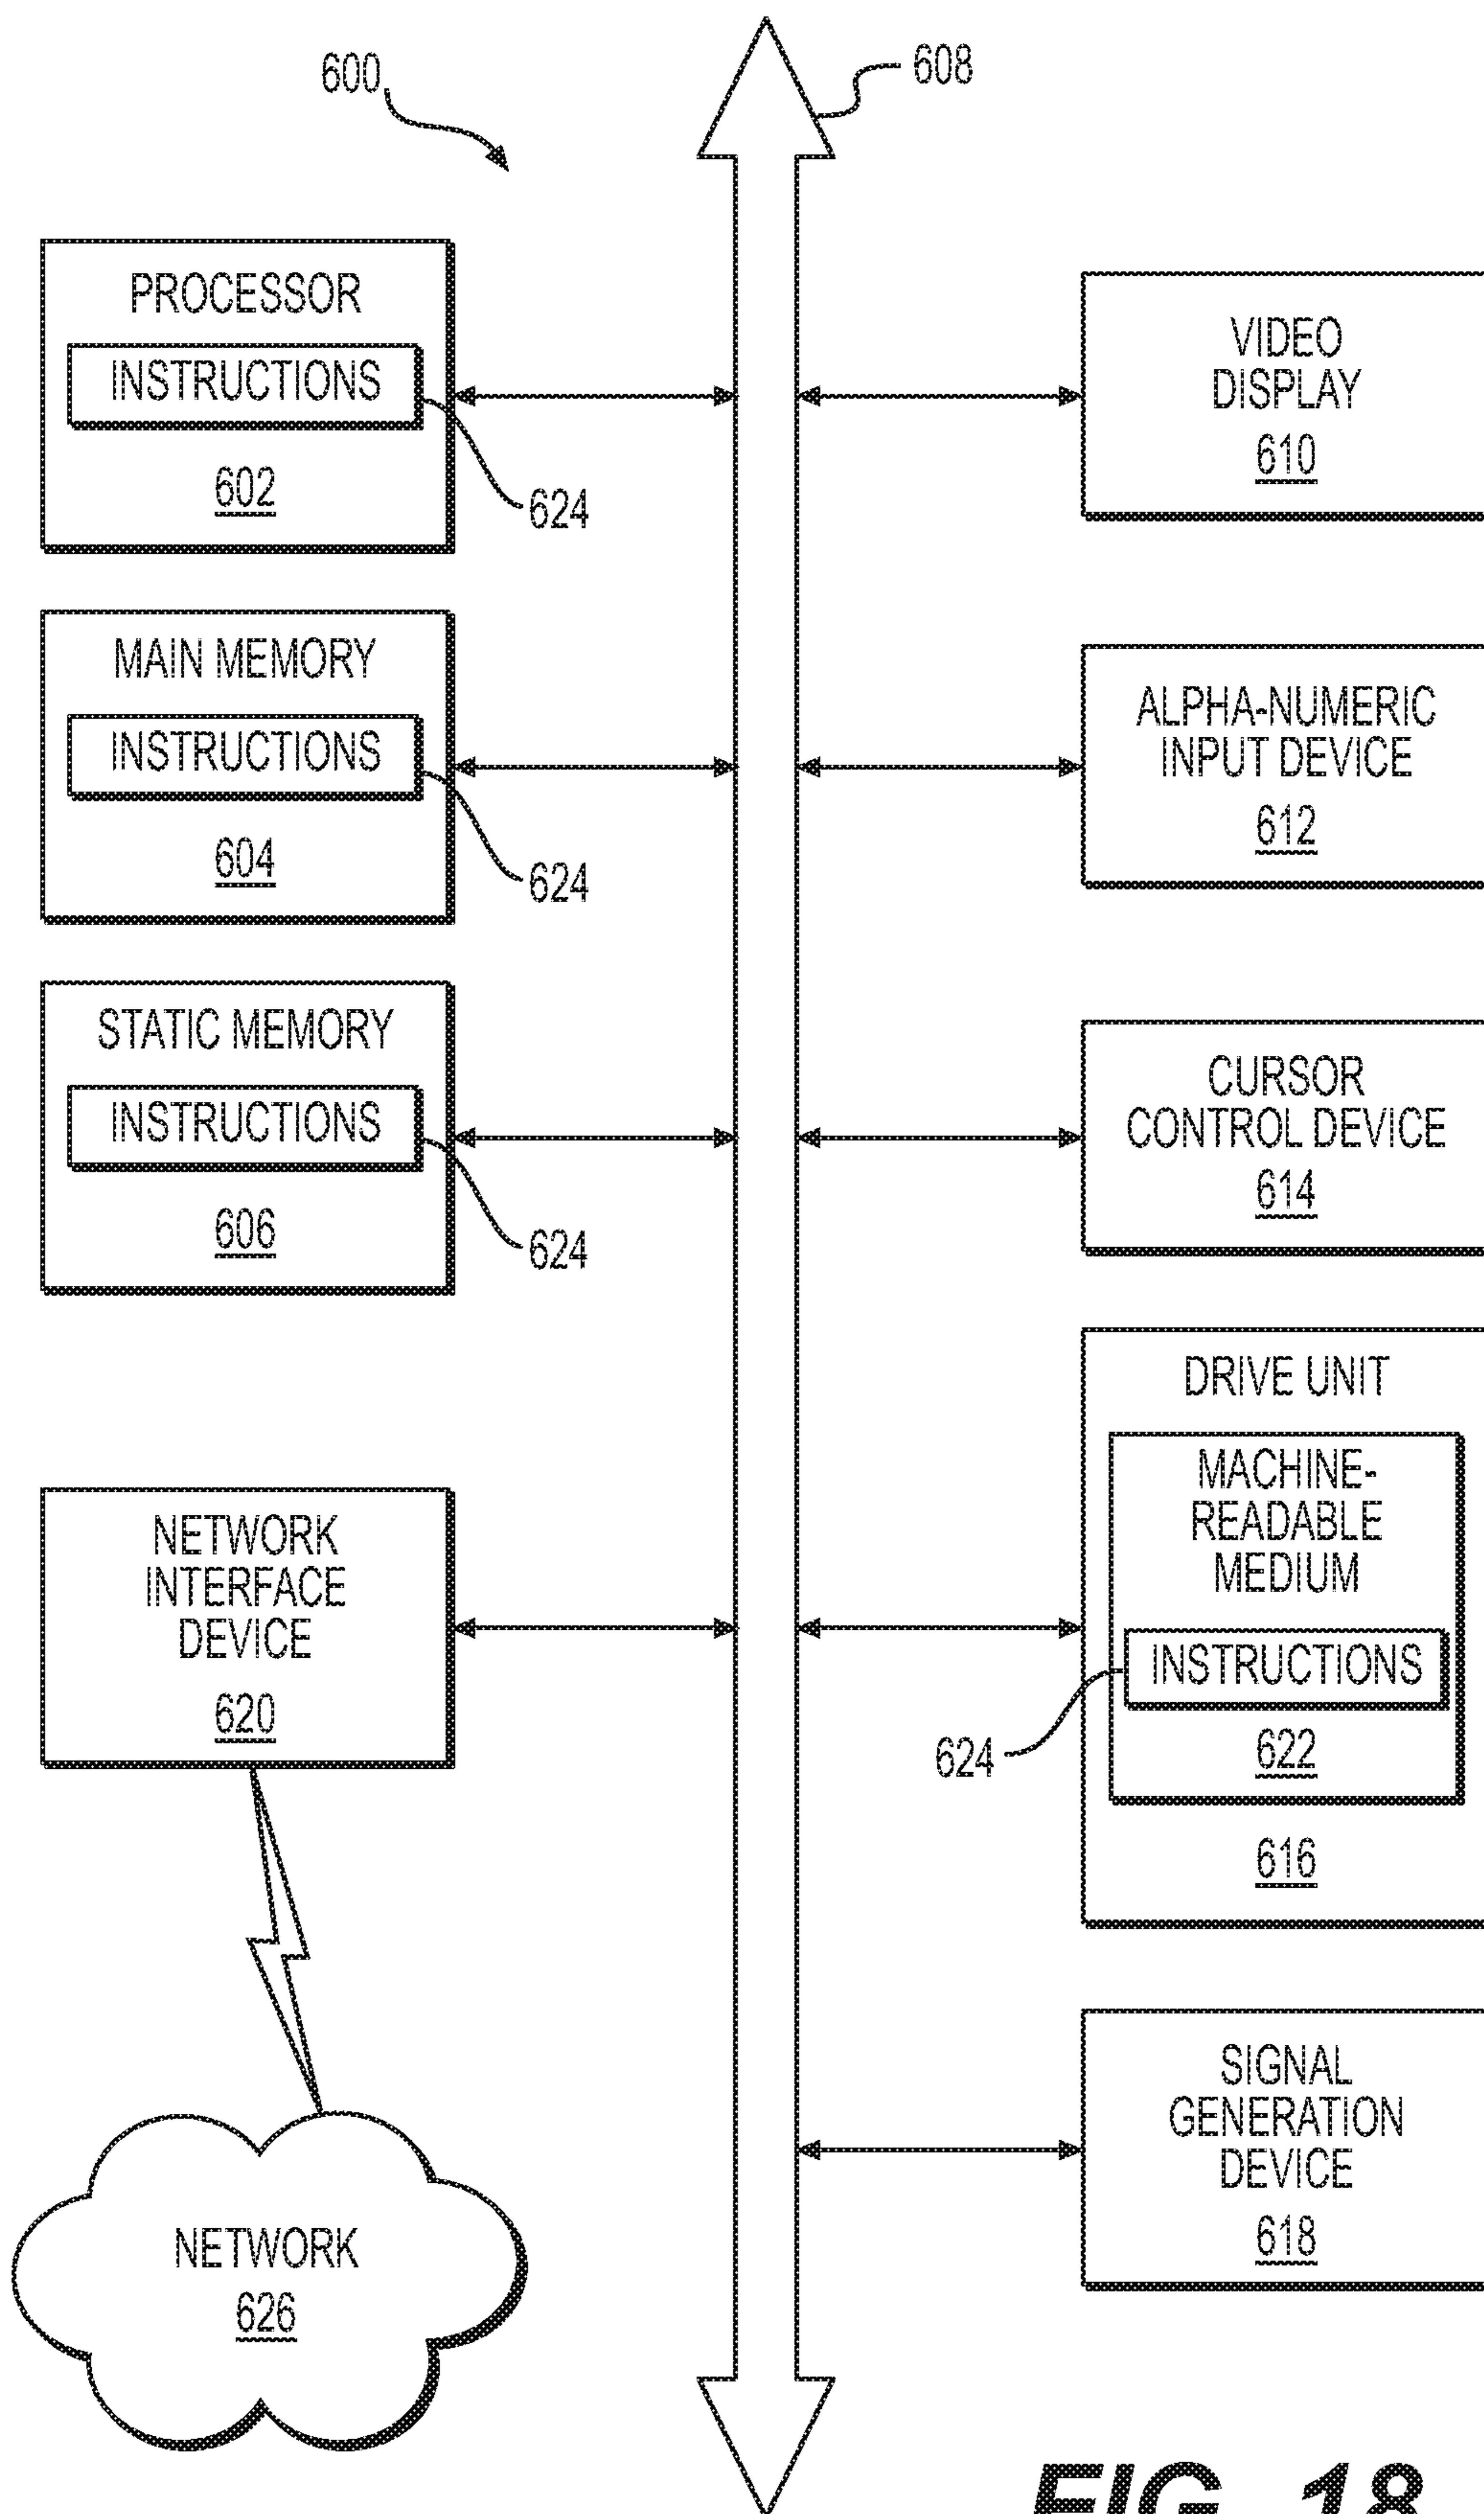 600
608
PROCESSOR
INSTRUCTIONS
602
624
MAIN MEMORY
INSTRUCTIONS
604
624
STATIC MEMORY
INSTRUCTIONS
606
624
NETWORK
INTERFACE
DEVICE
620
NETWORK
626
VIDEO
DISPLAY
610
ALPHA-NUMERIC
INPUT DEVICE
612
CURSOR
CONTROL DEVICE
614
DRIVE UNIT
MACHINE-
READABLE
MEDIUM
INSTRUCTIONS
624
622
616
SIGNAL
GENERATION
DEVICE
618
FIG. 18